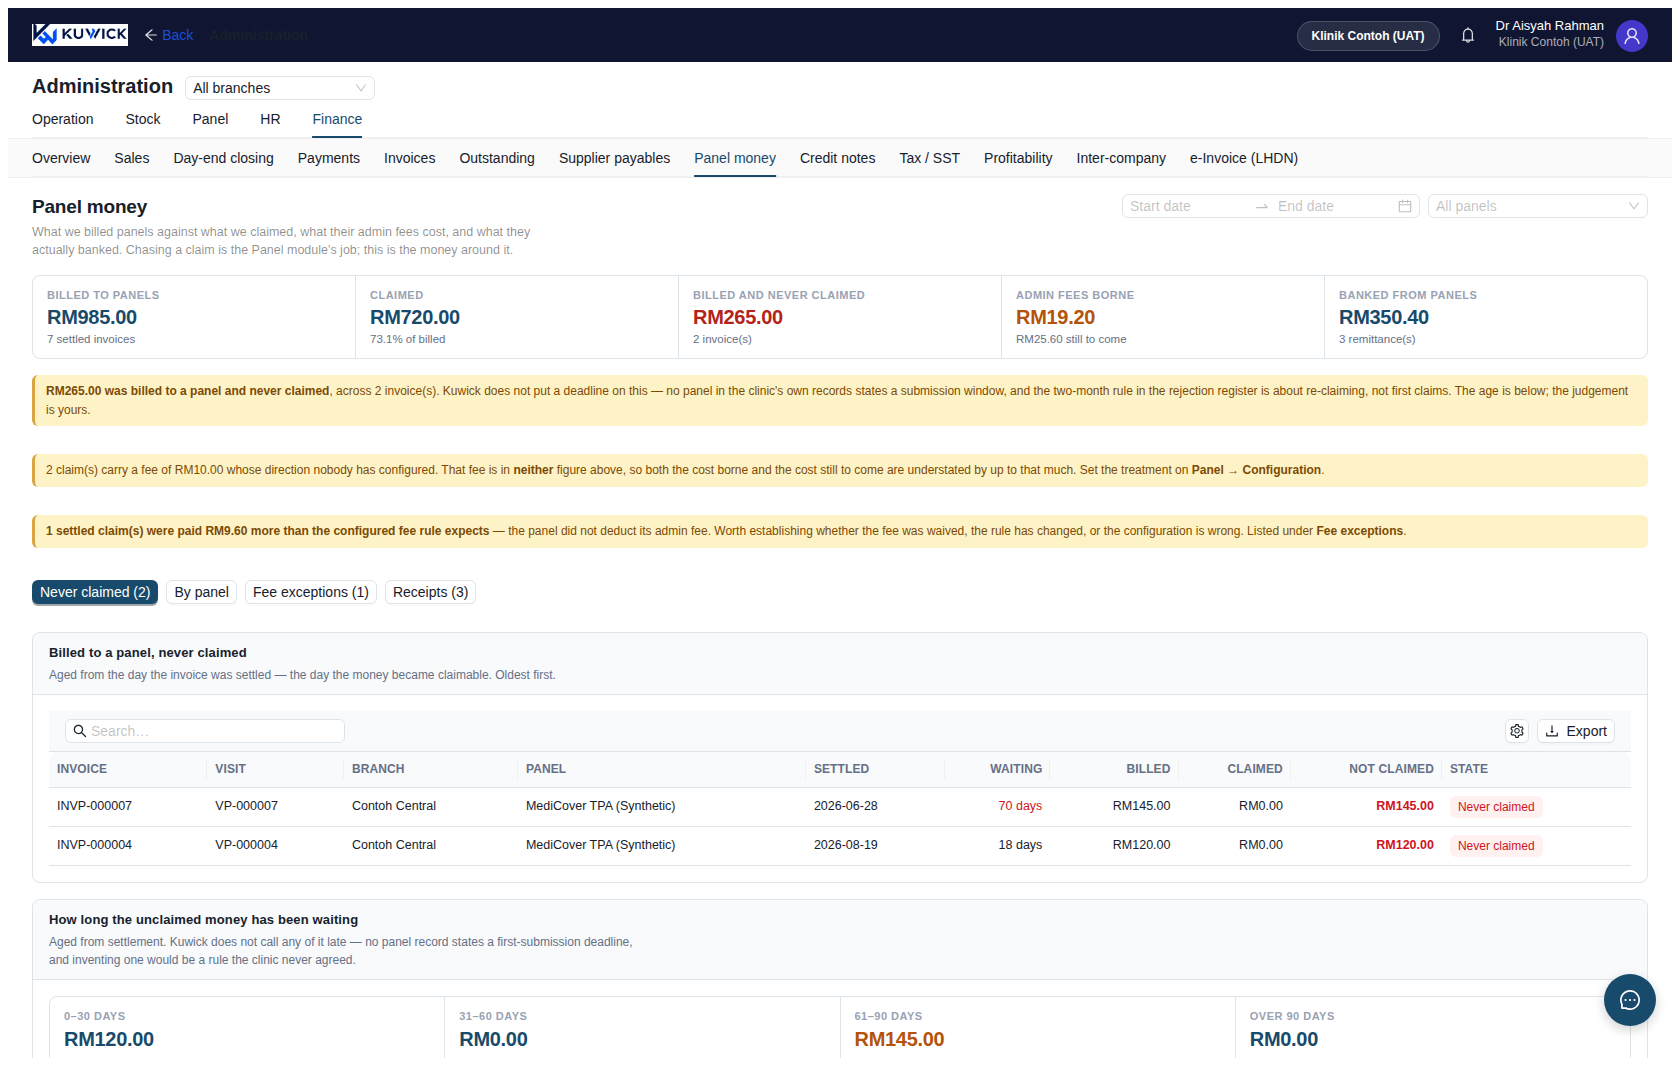 KUWICK
Back Administration
Klinik Contoh (UAT)
Dr Aisyah Rahman
Klinik Contoh (UAT)
Administration
All branches
Operation Stock Panel HR Finance
Overview Sales Day-end closing Payments Invoices Outstanding Supplier payables Panel money Credit notes Tax / SST Profitability Inter-company e-Invoice (LHDN)
Panel money
Start date → End date
All panels
What we billed panels against what we claimed, what their admin fees cost, and what they
actually banked. Chasing a claim is the Panel module's job; this is the money around it.
BILLED TO PANELS
RM985.00
7 settled invoices
CLAIMED
RM720.00
73.1% of billed
BILLED AND NEVER CLAIMED
RM265.00
2 invoice(s)
ADMIN FEES BORNE
RM19.20
RM25.60 still to come
BANKED FROM PANELS
RM350.40
3 remittance(s)
RM265.00 was billed to a panel and never claimed, across 2 invoice(s). Kuwick does not put a deadline on this — no panel in the clinic's own records states a submission window, and the two-month rule in the rejection register is about re-claiming, not first claims. The age is below; the judgement
is yours.
2 claim(s) carry a fee of RM10.00 whose direction nobody has configured. That fee is in neither figure above, so both the cost borne and the cost still to come are understated by up to that much. Set the treatment on Panel → Configuration.
1 settled claim(s) were paid RM9.60 more than the configured fee rule expects — the panel did not deduct its admin fee. Worth establishing whether the fee was waived, the rule has changed, or the configuration is wrong. Listed under Fee exceptions.
Never claimed (2) By panel Fee exceptions (1) Receipts (3)
Billed to a panel, never claimed
Aged from the day the invoice was settled — the day the money became claimable. Oldest first.
Search…
Export
INVOICE VISIT BRANCH PANEL SETTLED WAITING BILLED CLAIMED NOT CLAIMED STATE
INVP-000007 VP-000007 Contoh Central MediCover TPA (Synthetic) 2026-06-28 70 days RM145.00 RM0.00 RM145.00 Never claimed
INVP-000004 VP-000004 Contoh Central MediCover TPA (Synthetic) 2026-08-19 18 days RM120.00 RM0.00 RM120.00 Never claimed
How long the unclaimed money has been waiting
Aged from settlement. Kuwick does not call any of it late — no panel record states a first-submission deadline,
and inventing one would be a rule the clinic never agreed.
0–30 DAYS
RM120.00
31–60 DAYS
RM0.00
61–90 DAYS
RM145.00
OVER 90 DAYS
RM0.00